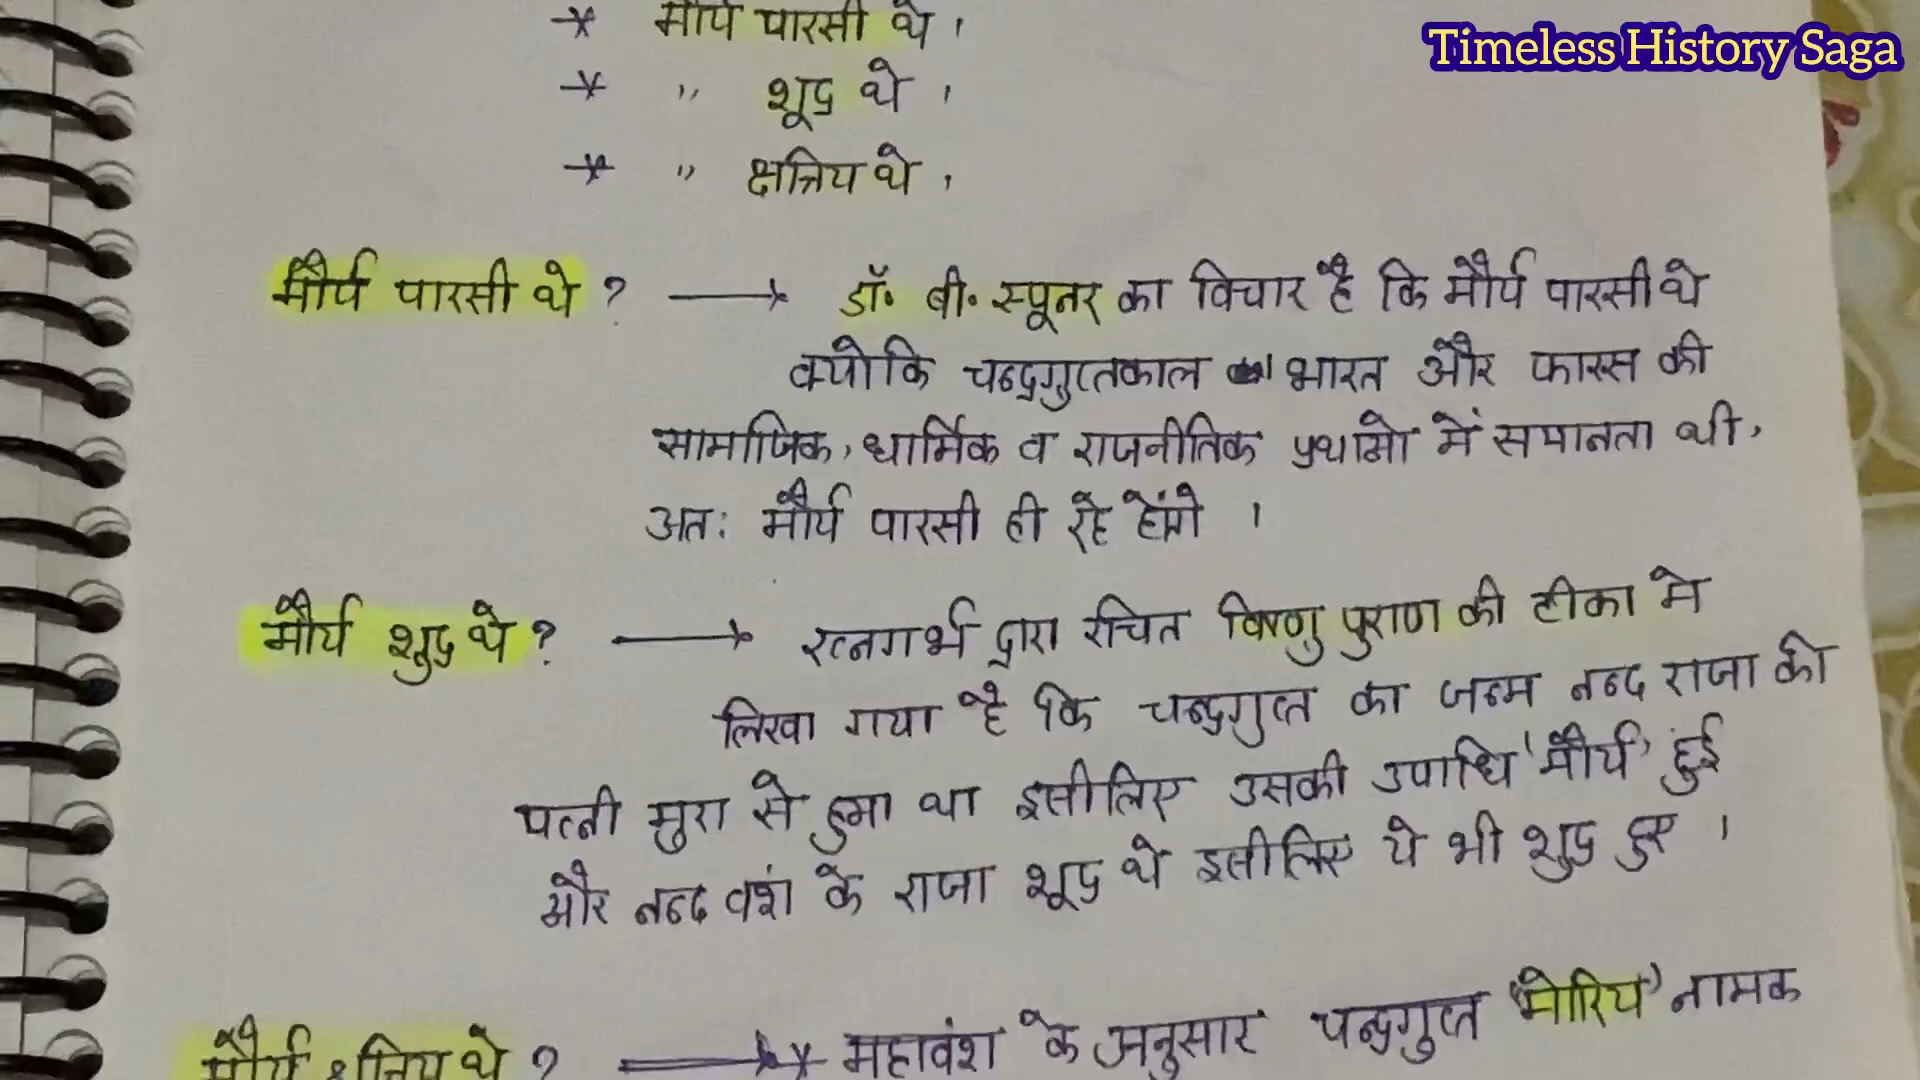 Timeless History Saga
* मौर्य पारसी थे ।
* " शूद्र थे ।
* " क्षत्रिय थे ।
मौर्य पारसी थे ? → डॉ. बी. स्पूनर का विचार है कि मौर्य पारसी थे
क्योकि चन्द्रगुप्तकाल भारत और फारस की
सामाजिक, धार्मिक व राजनीतिक प्रथाओ में समानता थी,
अतः मौर्य पारसी ही रहे होंगे ।
मौर्य शुद्र थे ? → रत्नगर्भ द्वारा रचित विष्णु पुराण की टीका मे
लिखा गया है कि चन्द्रगुप्त का जन्म नन्द राजा की
पत्नी मुरा से हुआ था इसीलिए उसकी उपाधि 'मौर्य' हुई
और नन्द वंश के राजा शूद्र थे इसीलिए ये भी शुद्र हुए ।
मौर्य क्षत्रिय थे ? → * महावंश के अनुसार चन्द्रगुप्त 'मोरिय' नामक